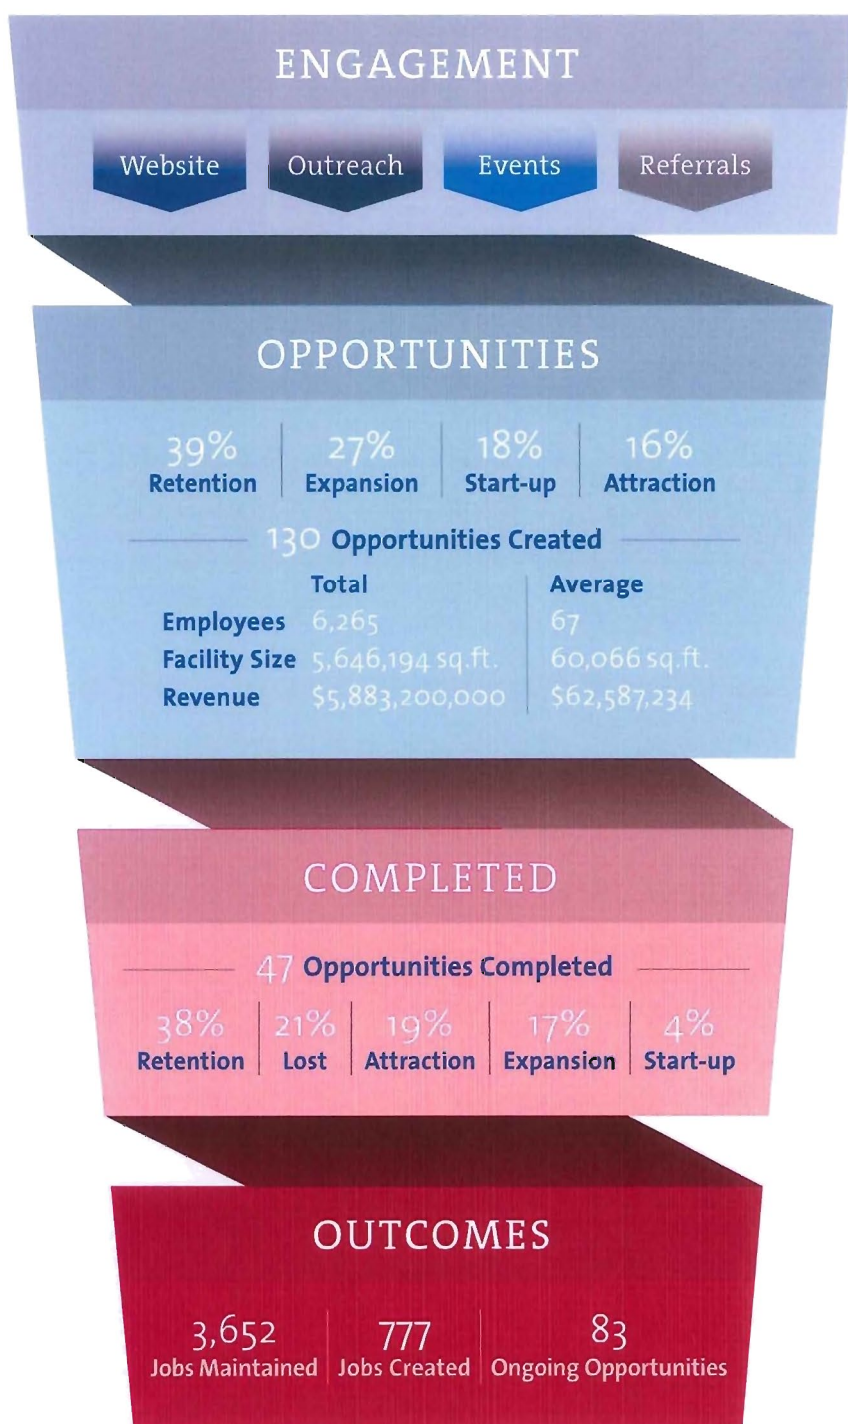 ENGAGEMENT
Website Outreach Events Referrals
OPPORTUNITIES
39% 27% 18% 16%
Retention Expansion Start-up Attraction
130 Opportunities Created
Total Average
Employees 6,265 67
Facility Size 5,646,194 sq.ft. 60,066 sq.ft.
Revenue $5,883,200,000 $62,587,234
COMPLETED
47 Opportunities Completed
38% 21% 19% 17% 4%
Retention Lost Attraction Expansion Start-up
OUTCOMES
3,652 777 83
Jobs Maintained Jobs Created Ongoing Opportunities